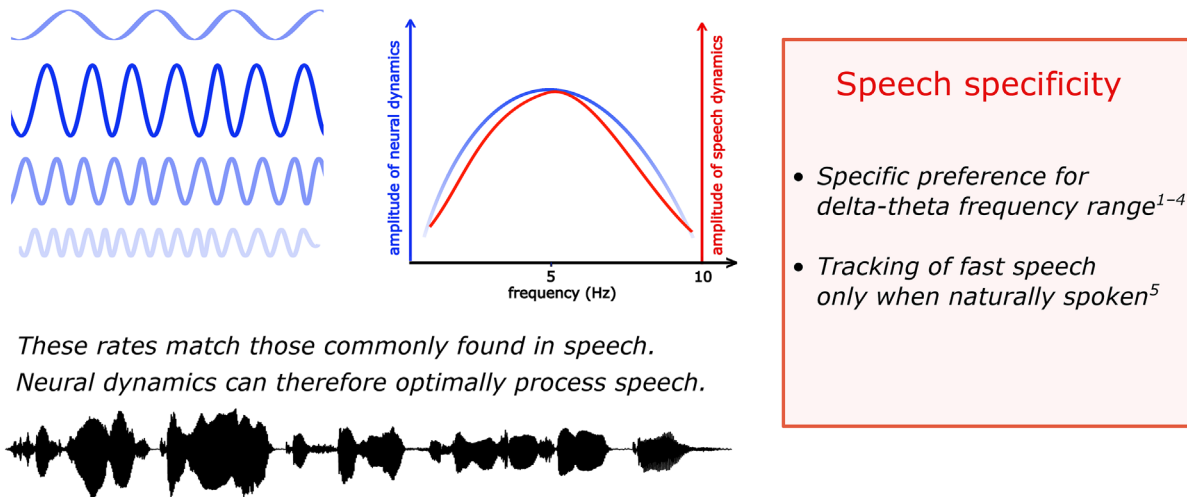 amplitude of neural dynamics
amplitude of speech dynamics
5
10
frequency (Hz)
These rates match those commonly found in speech.
Neural dynamics can therefore optimally process speech.
Speech specificity
• Specific preference for
delta-theta frequency range¹⁻⁴
• Tracking of fast speech
only when naturally spoken⁵